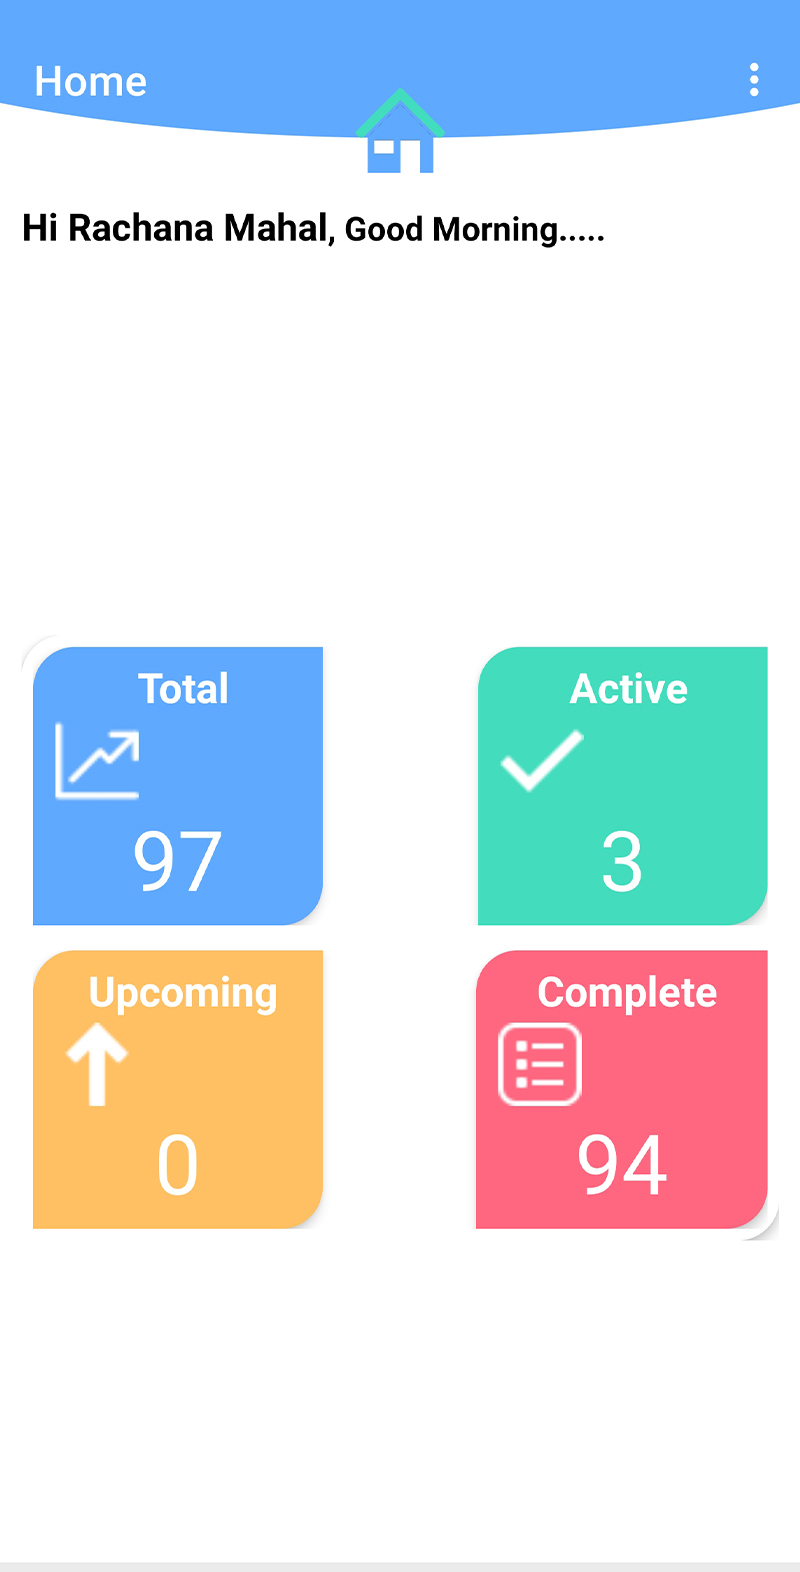 Home
Hi Rachana Mahal, Good Morning.....
Total
97
Active
3
Upcoming
0
Complete
94